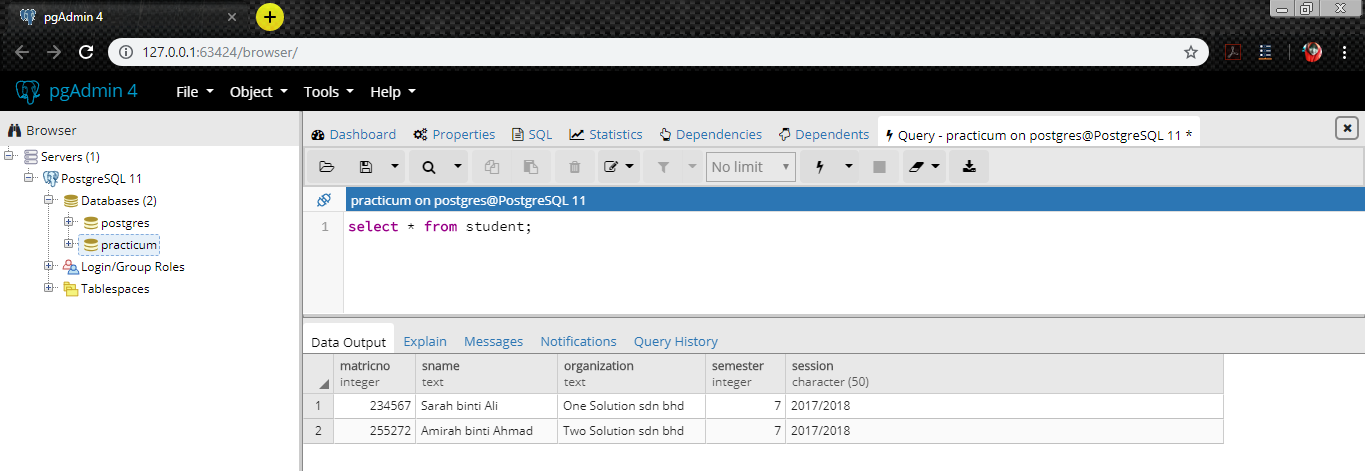 pgAdmin 4
127.0.0.1:63424/browser/
pgAdmin 4 File Object Tools Help
Browser
Servers (1)
PostgreSQL 11
Databases (2)
postgres
practicum
Login/Group Roles
Tablespaces
Dashboard Properties SQL Statistics Dependencies Dependents Query - practicum on postgres@PostgreSQL 11 *
No limit
practicum on postgres@PostgreSQL 11
1 select * from student;
Data Output Explain Messages Notifications Query History
matricno sname organization semester session
integer text text integer character (50)
1 234567 Sarah binti Ali One Solution sdn bhd 7 2017/2018
2 255272 Amirah binti Ahmad Two Solution sdn bhd 7 2017/2018